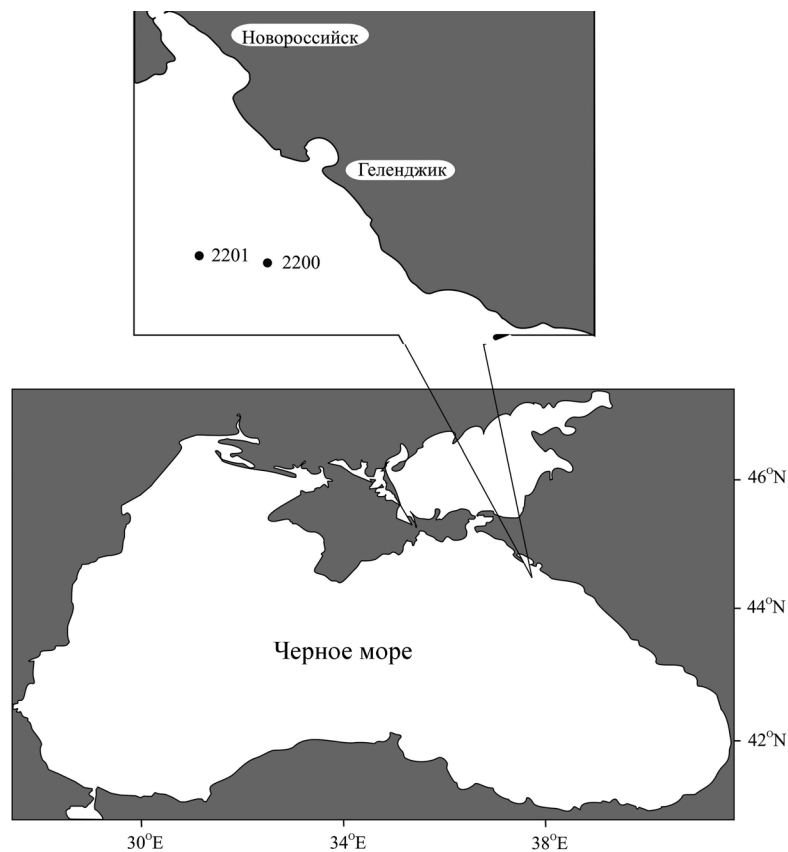 Новороссийск
Геленджик
2201
2200
46°N
44°N
Черное море
42°N
30°E
34°E
38°E